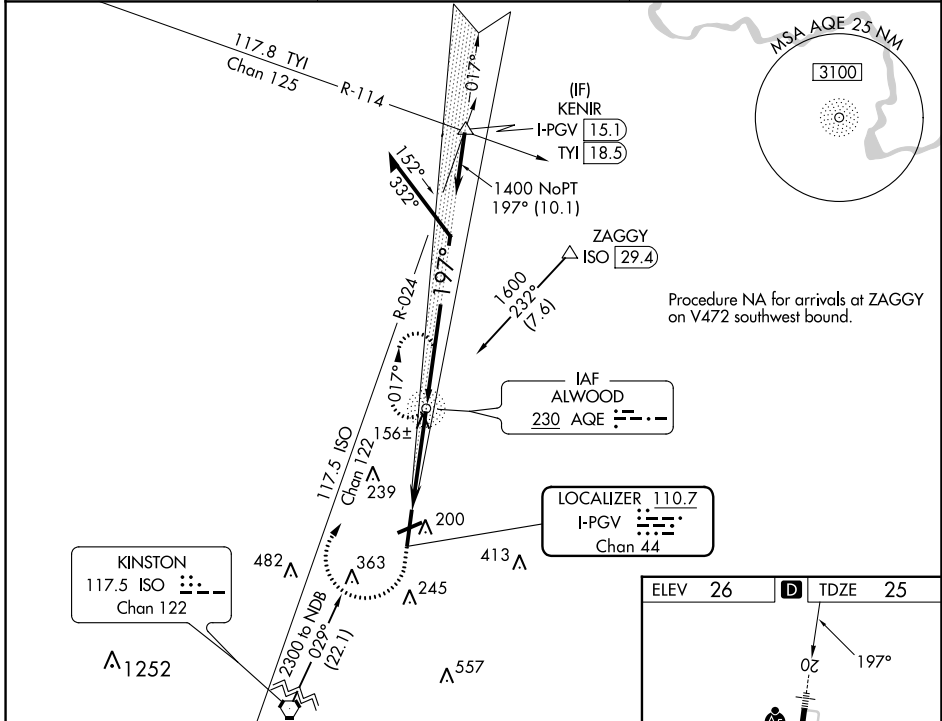 117.8 TYI
Chan 125
R-114
017°
(IF)
KENIR
I-PGV 15.1
TYI 18.5
MSA AQE 25 NM
3100
152°
332°
1400 NoPT
197° (10.1)
ZAGGY
ISO 29.4
1600
232°
(7.6)
197°
R-024
Procedure NA for arrivals at ZAGGY
on V472 southwest bound.
017°
IAF
ALWOOD
230 AQE
156±
117.5 ISO
Chan 122
239
LOCALIZER 110.7
I-PGV
Chan 44
200
KINSTON
117.5 ISO
Chan 122
482
363
413
245
ELEV 26
D
TDZE 25
2300 to NDB
029°
(22.1)
197°
20
1252
557